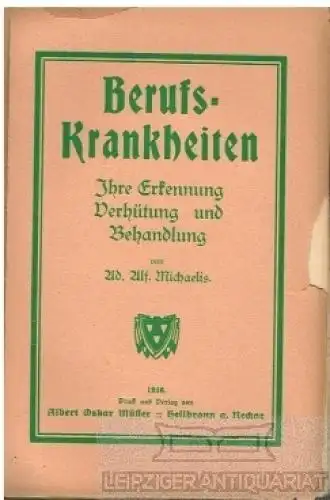 Berufs-
Krankheiten
Ihre Erkennung
Verhütung und
Behandlung
von
Ad. Alf. Michaelis.
Druck und Verlag von
Albert Oskar Müller - Heilbronn a. Neckar
LEIPZIGER ANTIQUARIAT